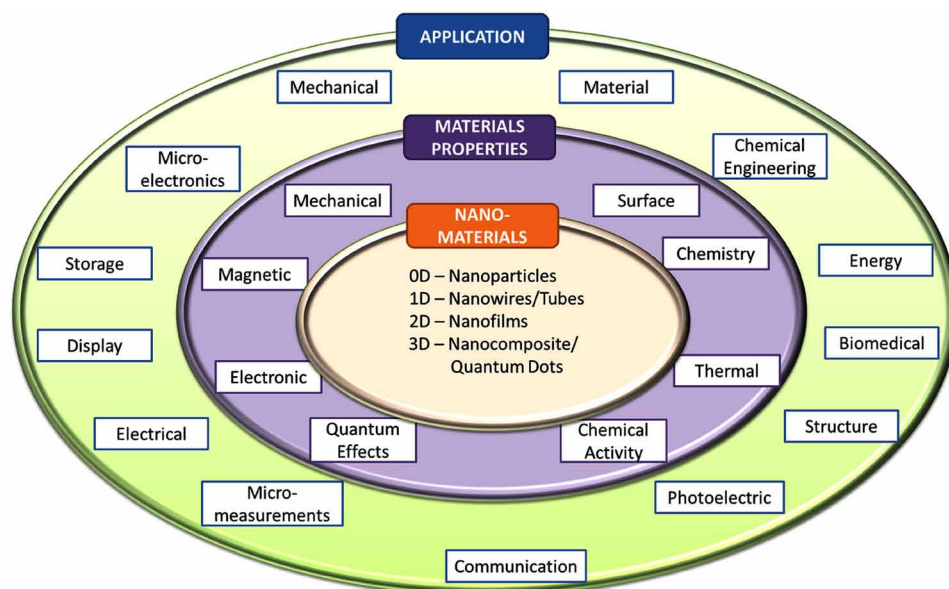 APPLICATION
Mechanical
Material
MATERIALS
PROPERTIES
Micro-
electronics
Chemical
Engineering
Mechanical
Surface
NANO-
MATERIALS
Storage
Magnetic
Chemistry
Energy
0D – Nanoparticles
1D – Nanowires/Tubes
2D – Nanofilms
3D – Nanocomposite/
Quantum Dots
Display
Biomedical
Electronic
Thermal
Electrical
Quantum
Effects
Chemical
Activity
Structure
Micro-
measurements
Photoelectric
Communication